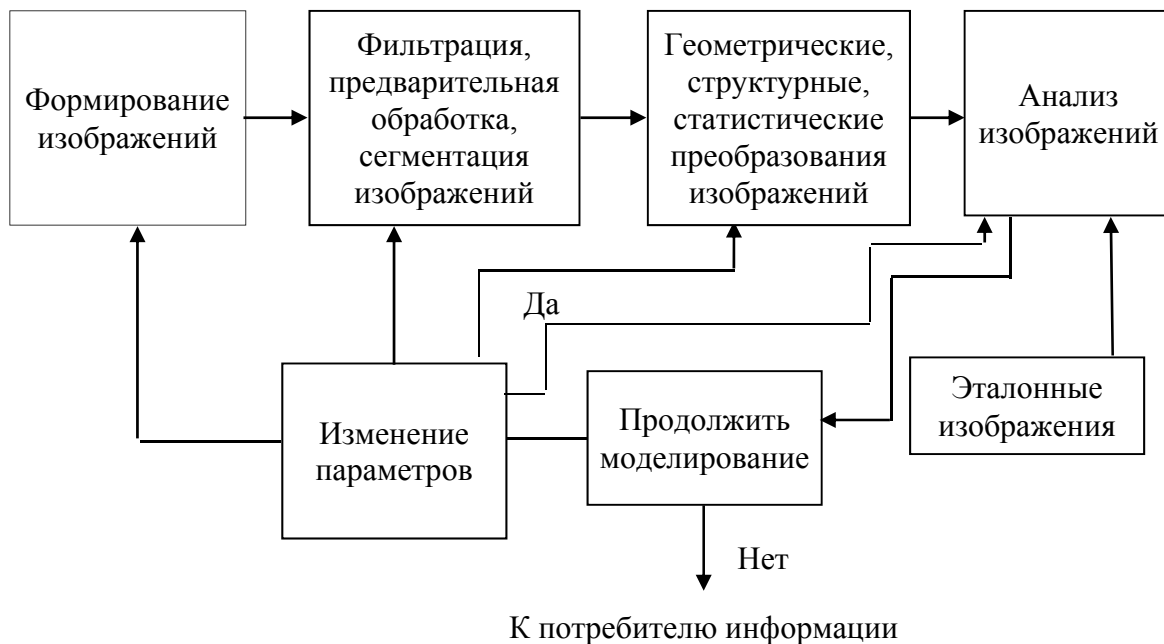 Формирование
изображений
Фильтрация,
предварительная
обработка,
сегментация
изображений
Геометрические,
структурные,
статистические
преобразования
изображений
Анализ
изображений
Да
Изменение
параметров
Продолжить
моделирование
Эталонные
изображения
Нет
К потребителю информации